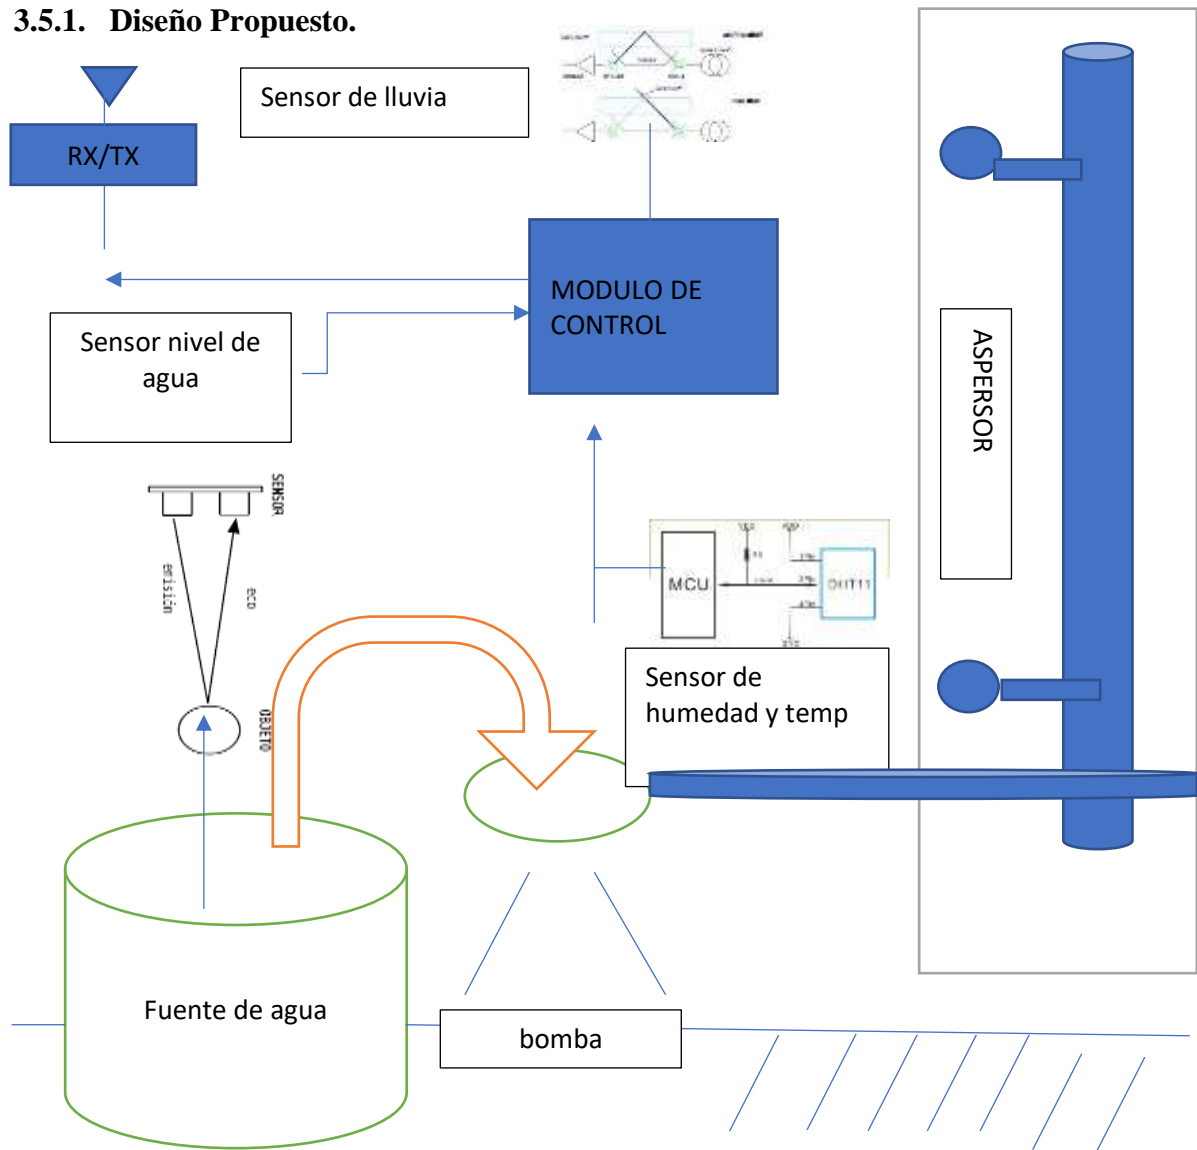 3.5.1. Diseño Propuesto.
Sensor de lluvia
RX/TX
MODULO DE
CONTROL
Sensor nivel de
agua
ASPERSOR
SENSOR
emisión
eco
OBJETO
MCU
DHT11
Sensor de
humedad y temp
Fuente de agua
bomba